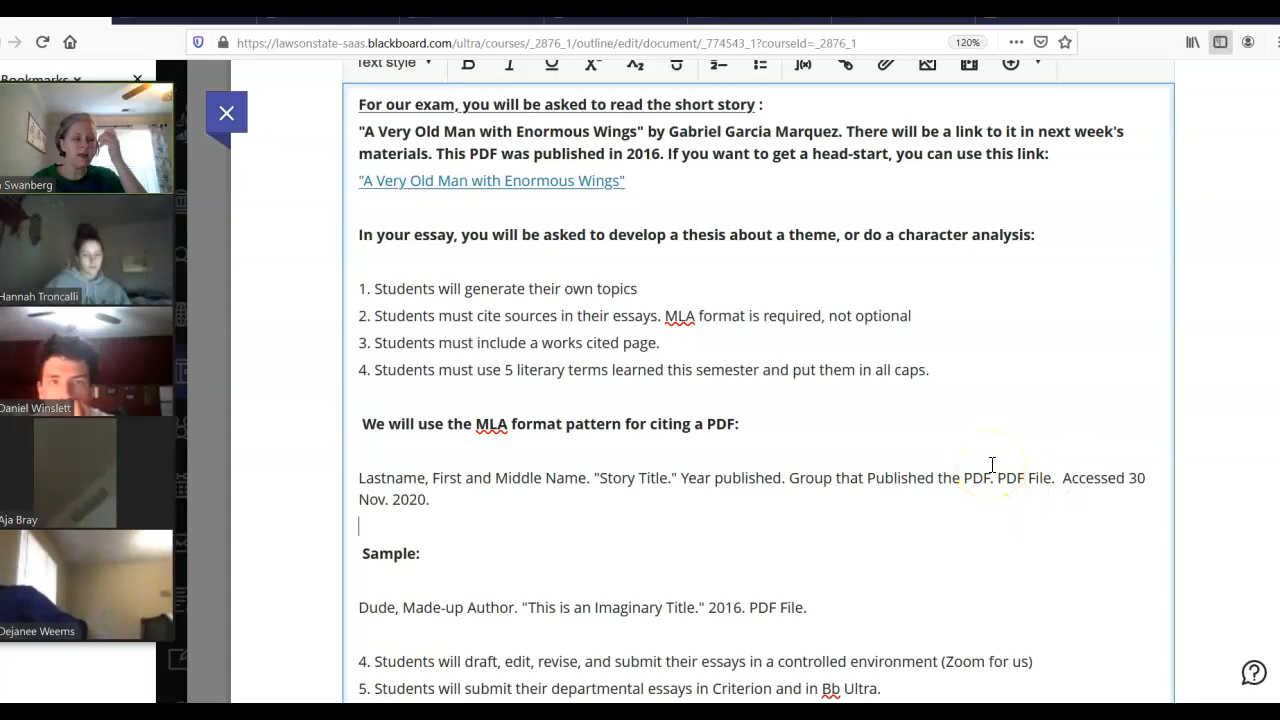 https://lawsonstate-saas.blackboard.com/ultra/courses/_2876_1/outline/edit/document/_774543_1?courseId=_2876_1
120%
Bookmarks
Text style
B I U X² X₂ T
For our exam, you will be asked to read the short story :
"A Very Old Man with Enormous Wings" by Gabriel Garcia Marquez. There will be a link to it in next week's
materials. This PDF was published in 2016. If you want to get a head-start, you can use this link:
"A Very Old Man with Enormous Wings"
In your essay, you will be asked to develop a thesis about a theme, or do a character analysis:
1. Students will generate their own topics
2. Students must cite sources in their essays. MLA format is required, not optional
3. Students must include a works cited page.
4. Students must use 5 literary terms learned this semester and put them in all caps.
We will use the MLA format pattern for citing a PDF:
Lastname, First and Middle Name. "Story Title." Year published. Group that Published the PDF. PDF File. Accessed 30
Nov. 2020.
Sample:
Dude, Made-up Author. "This is an Imaginary Title." 2016. PDF File.
4. Students will draft, edit, revise, and submit their essays in a controlled environment (Zoom for us)
5. Students will submit their departmental essays in Criterion and in Bb Ultra.
Swanberg
Hannah Troncalli
Daniel Winslett
Aja Bray
Dejanee Weems